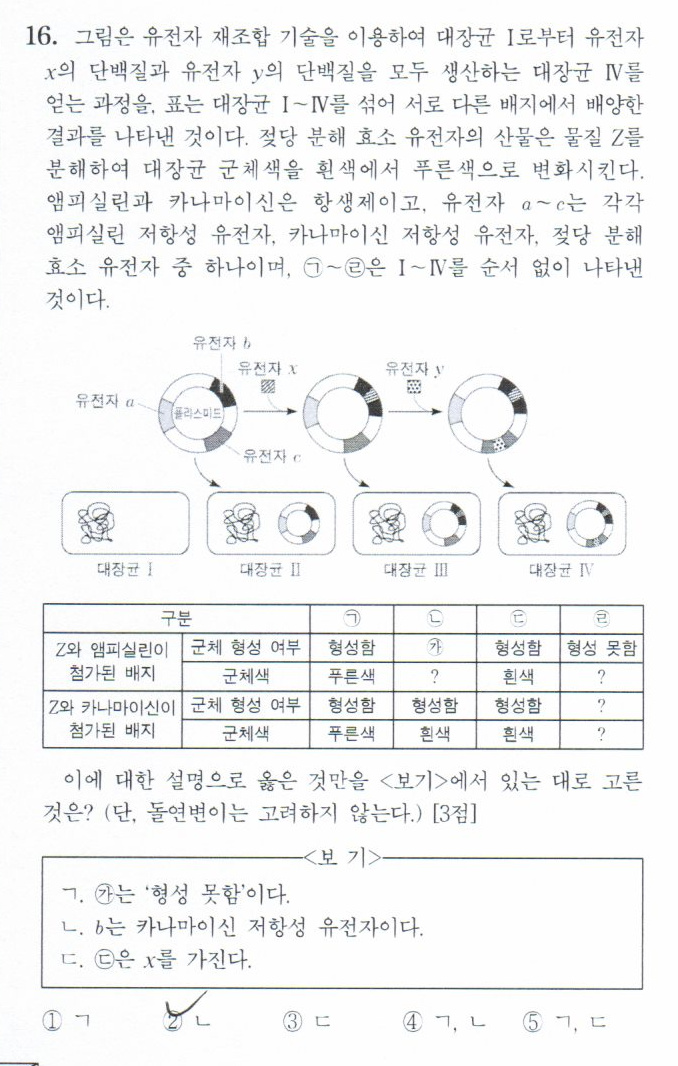 16. 그림은 유전자 재조합 기술을 이용하여 대장균 Ⅰ로부터 유전자
x의 단백질과 유전자 y의 단백질을 모두 생산하는 대장균 Ⅳ를
얻는 과정을, 표는 대장균 Ⅰ~Ⅳ를 섞어 서로 다른 배지에서 배양한
결과를 나타낸 것이다. 젖당 분해 효소 유전자의 산물은 물질 Z를
분해하여 대장균 군체색을 흰색에서 푸른색으로 변화시킨다.
앰피실린과 카나마이신은 항생제이고, 유전자 a~c는 각각
앰피실린 저항성 유전자, 카나마이신 저항성 유전자, 젖당 분해
효소 유전자 중 하나이며, ㉠~㉣은 Ⅰ~Ⅳ를 순서 없이 나타낸
것이다.
유전자 b
유전자 x
유전자 y
유전자 a
플라스미드
유전자 c
대장균 Ⅰ
대장균 Ⅱ
대장균 Ⅲ
대장균 Ⅳ
구분 ㉠ ㉡ ㉢ ㉣
Z와 앰피실린이 첨가된 배지 군체 형성 여부 형성함 ㉮ 형성함 형성 못함
군체색 푸른색 ? 흰색 ?
Z와 카나마이신이 첨가된 배지 군체 형성 여부 형성함 형성함 형성함 ?
군체색 푸른색 흰색 흰색 ?
이에 대한 설명으로 옳은 것만을 <보기>에서 있는 대로 고른
것은? (단, 돌연변이는 고려하지 않는다.) [3점]
<보 기>
ㄱ. ㉮는 '형성 못함'이다.
ㄴ. b는 카나마이신 저항성 유전자이다.
ㄷ. ㉢은 x를 가진다.
① ㄱ ② ㄴ ③ ㄷ ④ ㄱ, ㄴ ⑤ ㄱ, ㄷ